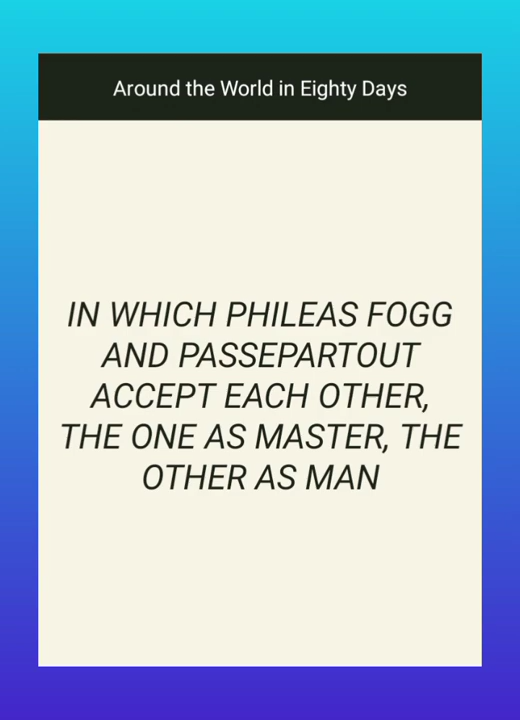 Around the World in Eighty Days
IN WHICH PHILEAS FOGG
AND PASSEPARTOUT
ACCEPT EACH OTHER,
THE ONE AS MASTER, THE
OTHER AS MAN